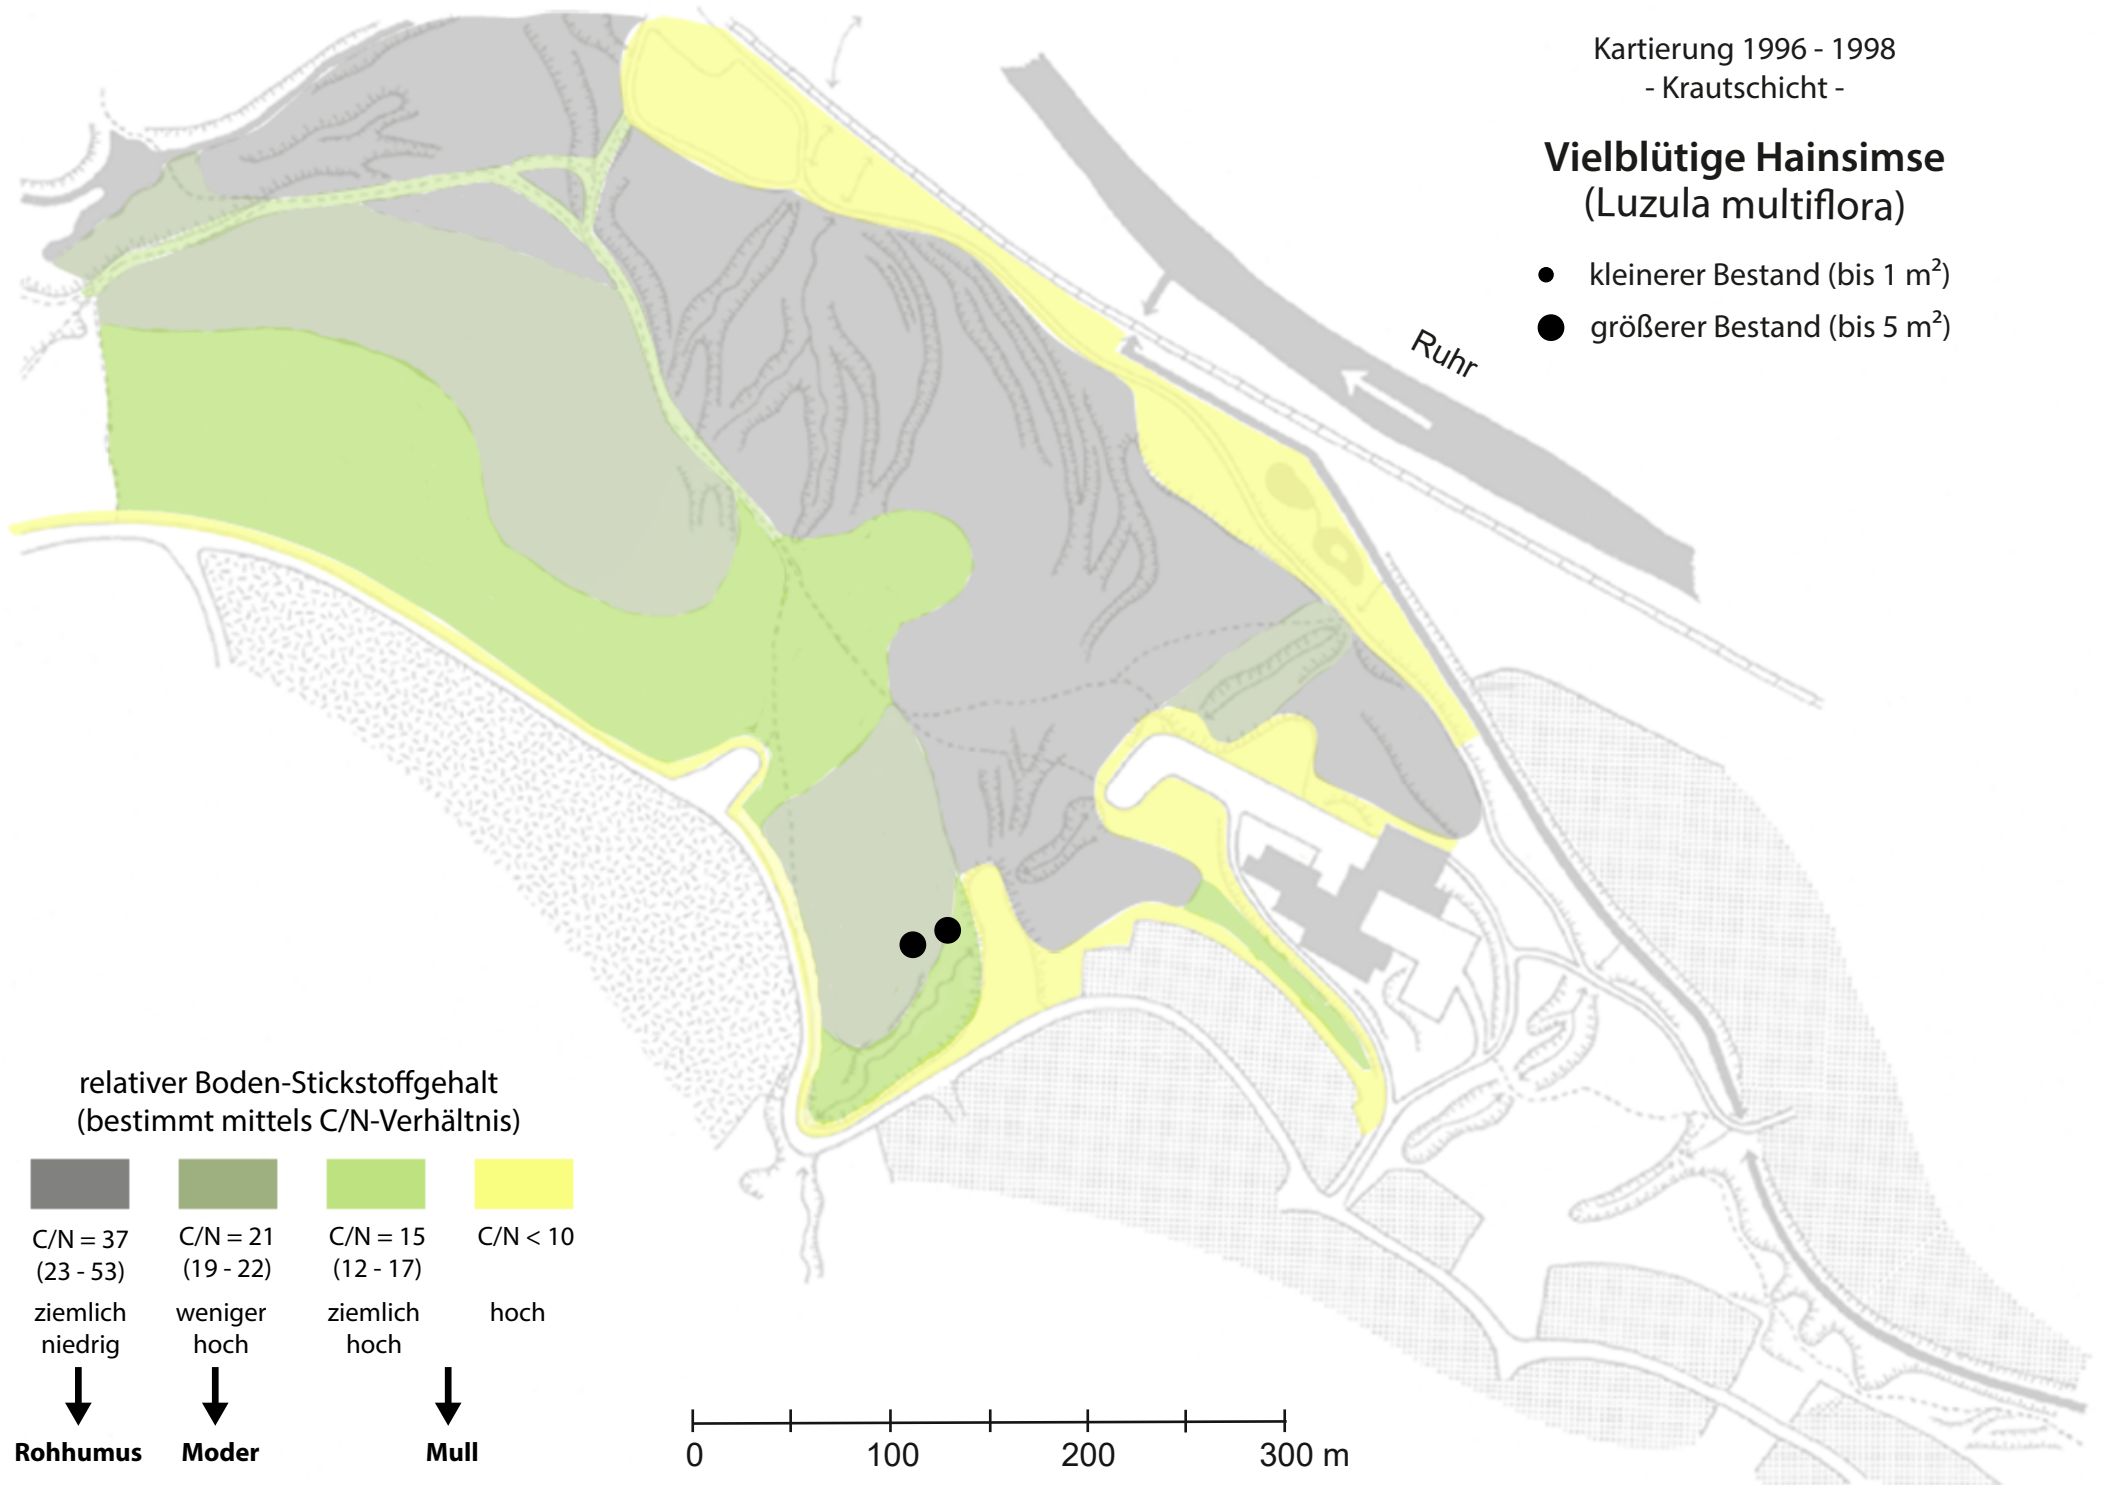 Kartierung 1996 - 1998
- Krautschicht -
Vielblütige Hainsimse
(Luzula multiflora)
kleinerer Bestand (bis 1 m²)
größerer Bestand (bis 5 m²)
Ruhr
relativer Boden-Stickstoffgehalt
(bestimmt mittels C/N-Verhältnis)
C/N = 37 C/N = 21 C/N = 15 C/N < 10
(23 - 53) (19 - 22) (12 - 17)
ziemlich weniger ziemlich hoch
niedrig hoch hoch
Rohhumus Moder Mull
0 100 200 300 m